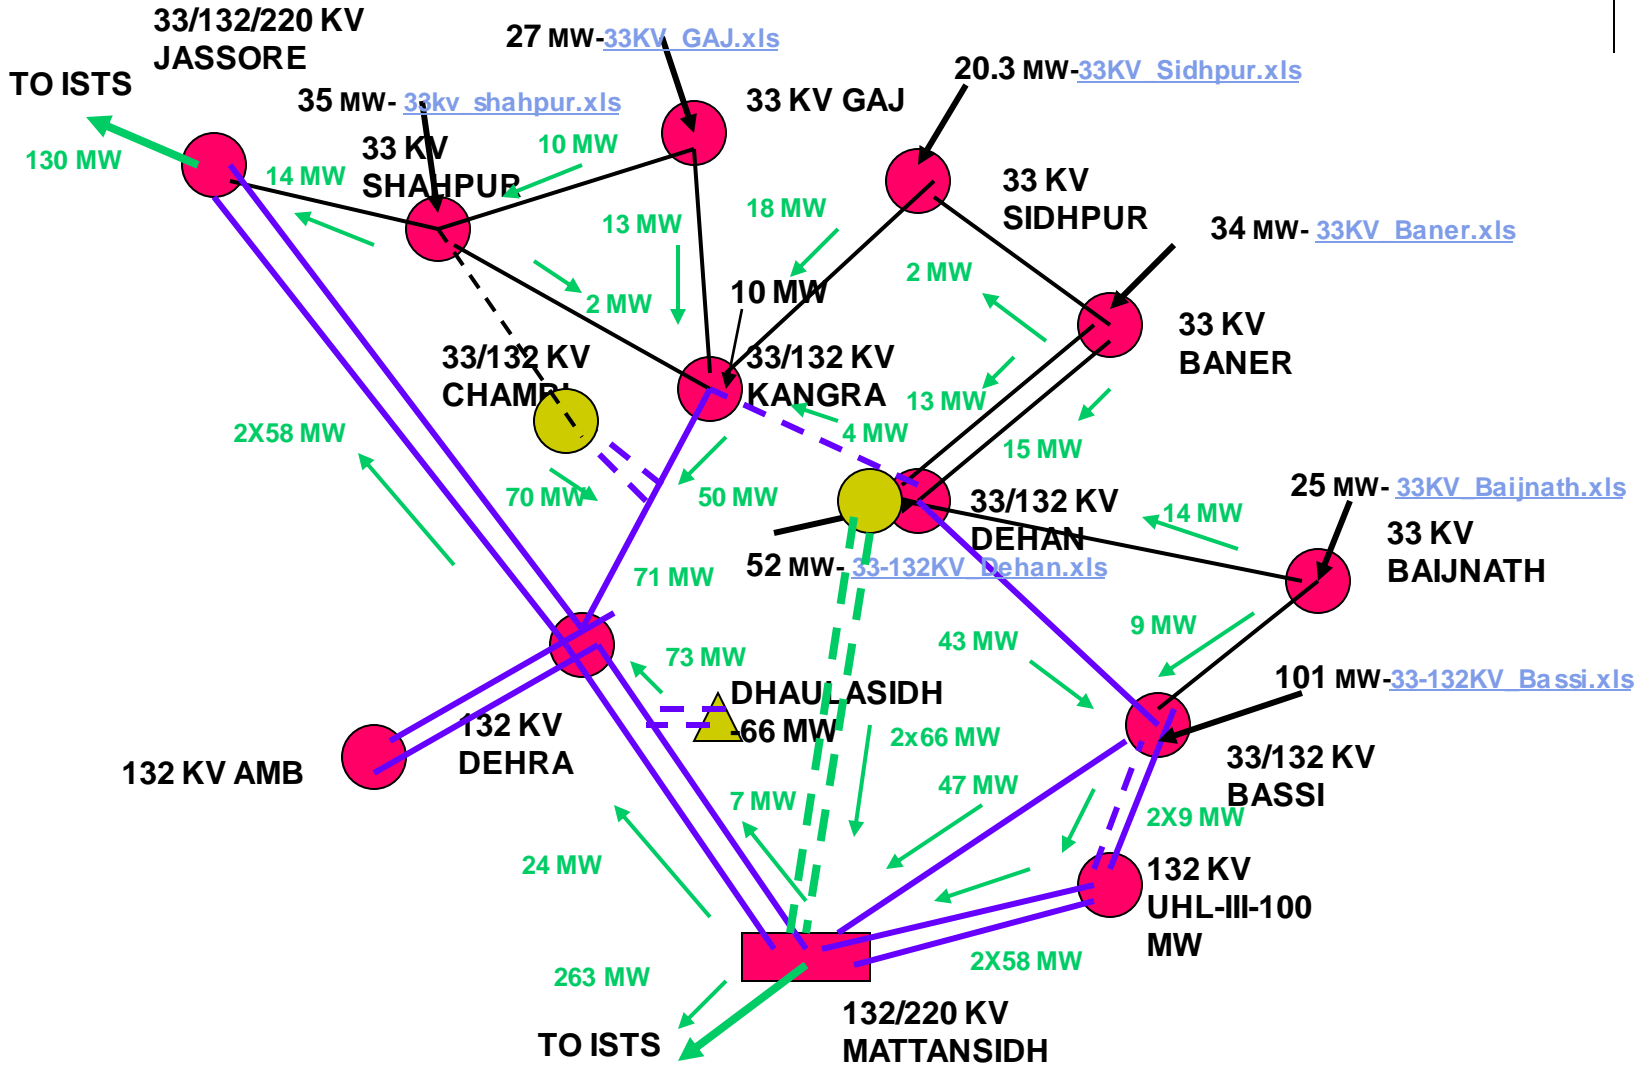 33/132/220 KV
JASSORE
27 MW-33KV_GAJ.xls
20.3 MW-33KV_Sidhpur.xls
TO ISTS
35 MW- 33kv_shahpur.xls
33 KV GAJ
130 MW
33 KV
SHAHPUR
10 MW
14 MW
33 KV
SIDHPUR
18 MW
13 MW
34 MW- 33KV_Baner.xls
2 MW
10 MW
2 MW
33 KV
BANER
33/132 KV
CHAMBI
33/132 KV
KANGRA
13 MW
4 MW
2X58 MW
15 MW
70 MW
50 MW
25 MW- 33KV_Baijnath.xls
33/132 KV
DEHAN
14 MW
33 KV
BAIJNATH
52 MW- 33-132KV_Dehan.xls
71 MW
9 MW
43 MW
73 MW
101 MW-33-132KV_Bassi.xls
DHAULASIDH
-66 MW
132 KV
DEHRA
2x66 MW
132 KV AMB
33/132 KV
BASSI
47 MW
7 MW
2X9 MW
24 MW
132 KV
UHL-III-100
MW
263 MW
2X58 MW
132/220 KV
MATTANSIDH
TO ISTS